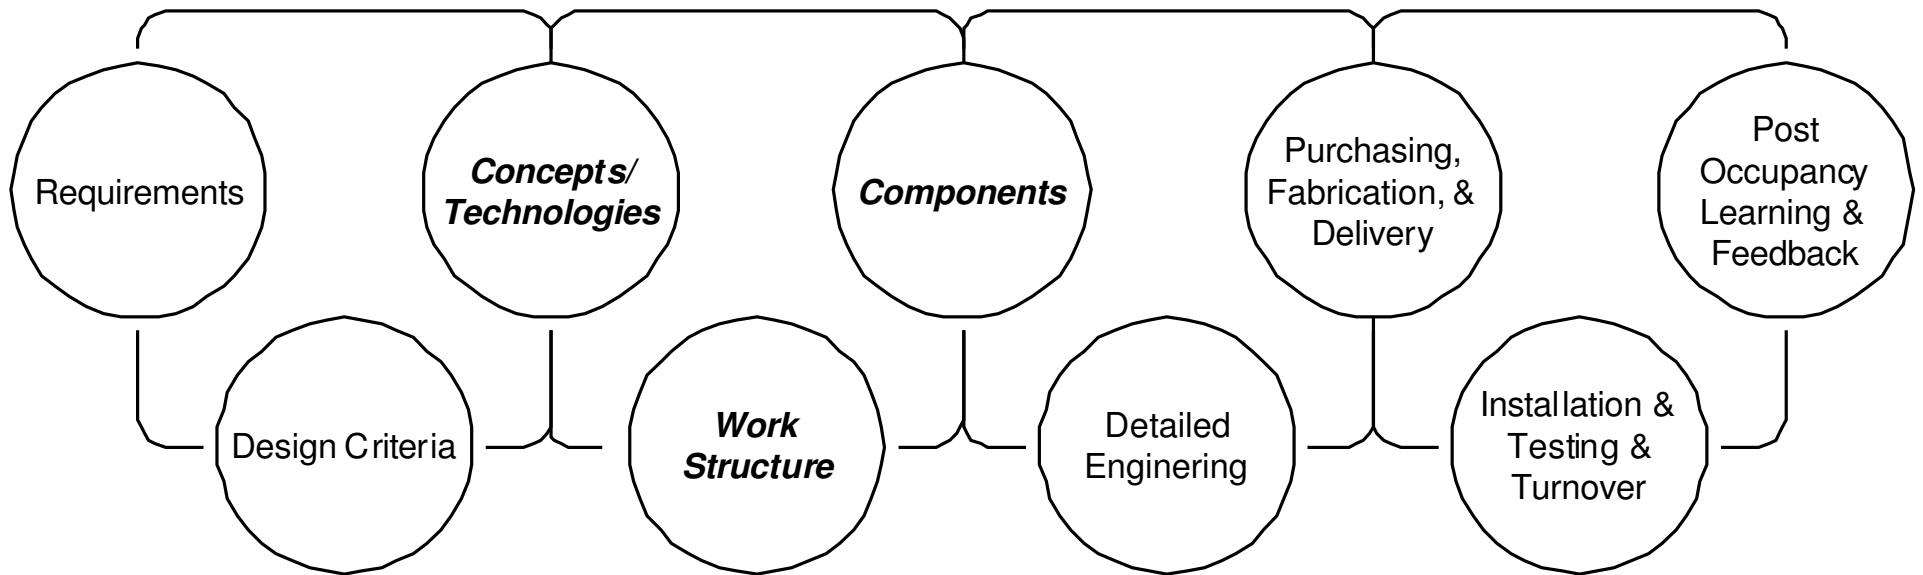 Requirements
Concepts/
Technologies
Components
Purchasing,
Fabrication, &
Delivery
Post
Occupancy
Learning &
Feedback
Design Criteria
Work
Structure
Detailed
Enginering
Installation &
Testing &
Turnover